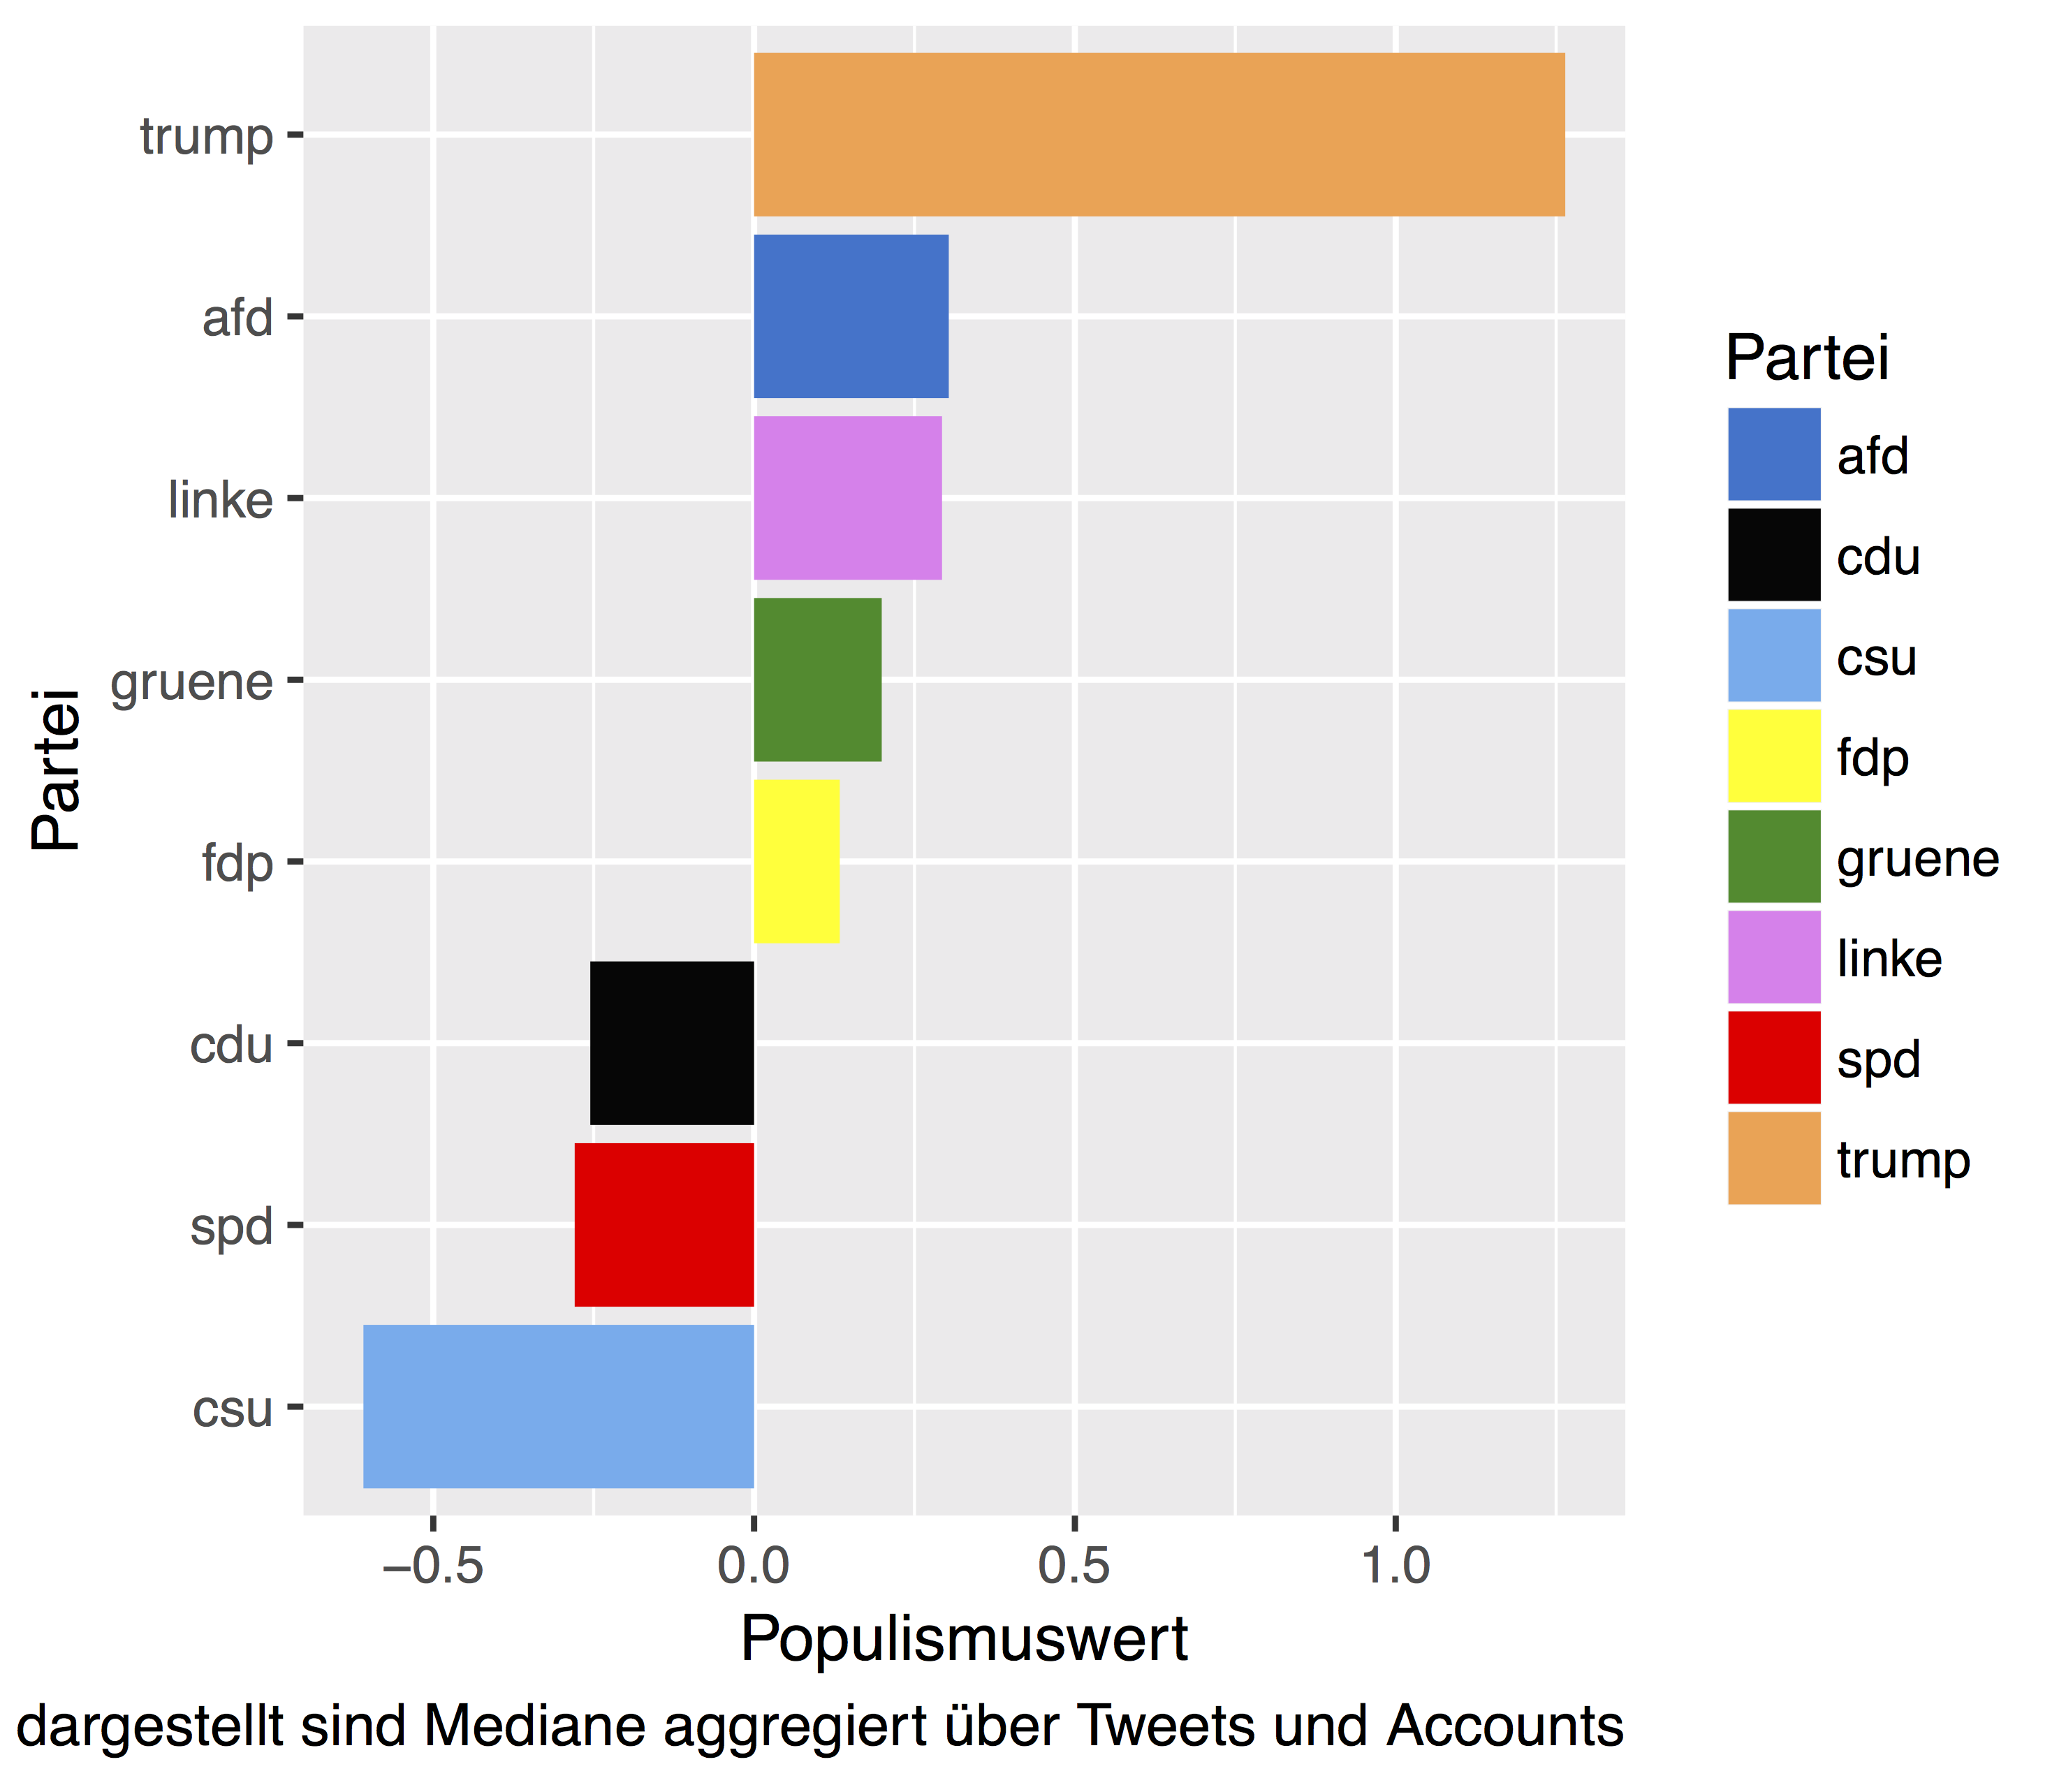 trump
afd
linke
gruene
fdp
cdu
spd
csu
Partei
−0.5 0.0 0.5 1.0
Populismuswert
dargestellt sind Mediane aggregiert über Tweets und Accounts
Partei
afd
cdu
csu
fdp
gruene
linke
spd
trump